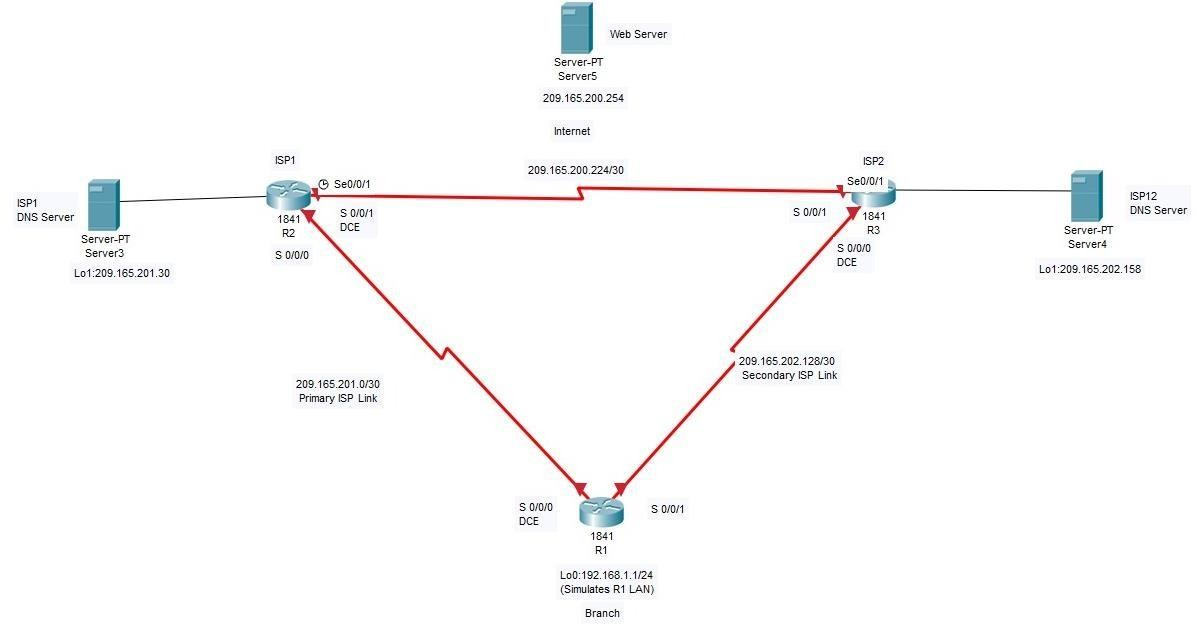 Web Server
Server-PT
Server5
209.165.200.254
Internet
ISP1
209.165.200.224/30
ISP2
Se0/0/1
Se0/0/1
ISP1
DNS Server
S 0/0/1
DCE
S 0/0/1
ISP12
DNS Server
1841
R2
1841
R3
Server-PT
Server3
Server-PT
Server4
S 0/0/0
S 0/0/0
DCE
Lo1:209.165.201.30
Lo1:209.165.202.158
209.165.201.0/30
Primary ISP Link
209.165.202.128/30
Secondary ISP Link
S 0/0/0
DCE
S 0/0/1
1841
R1
Lo0:192.168.1.1/24
(Simulates R1 LAN)
Branch